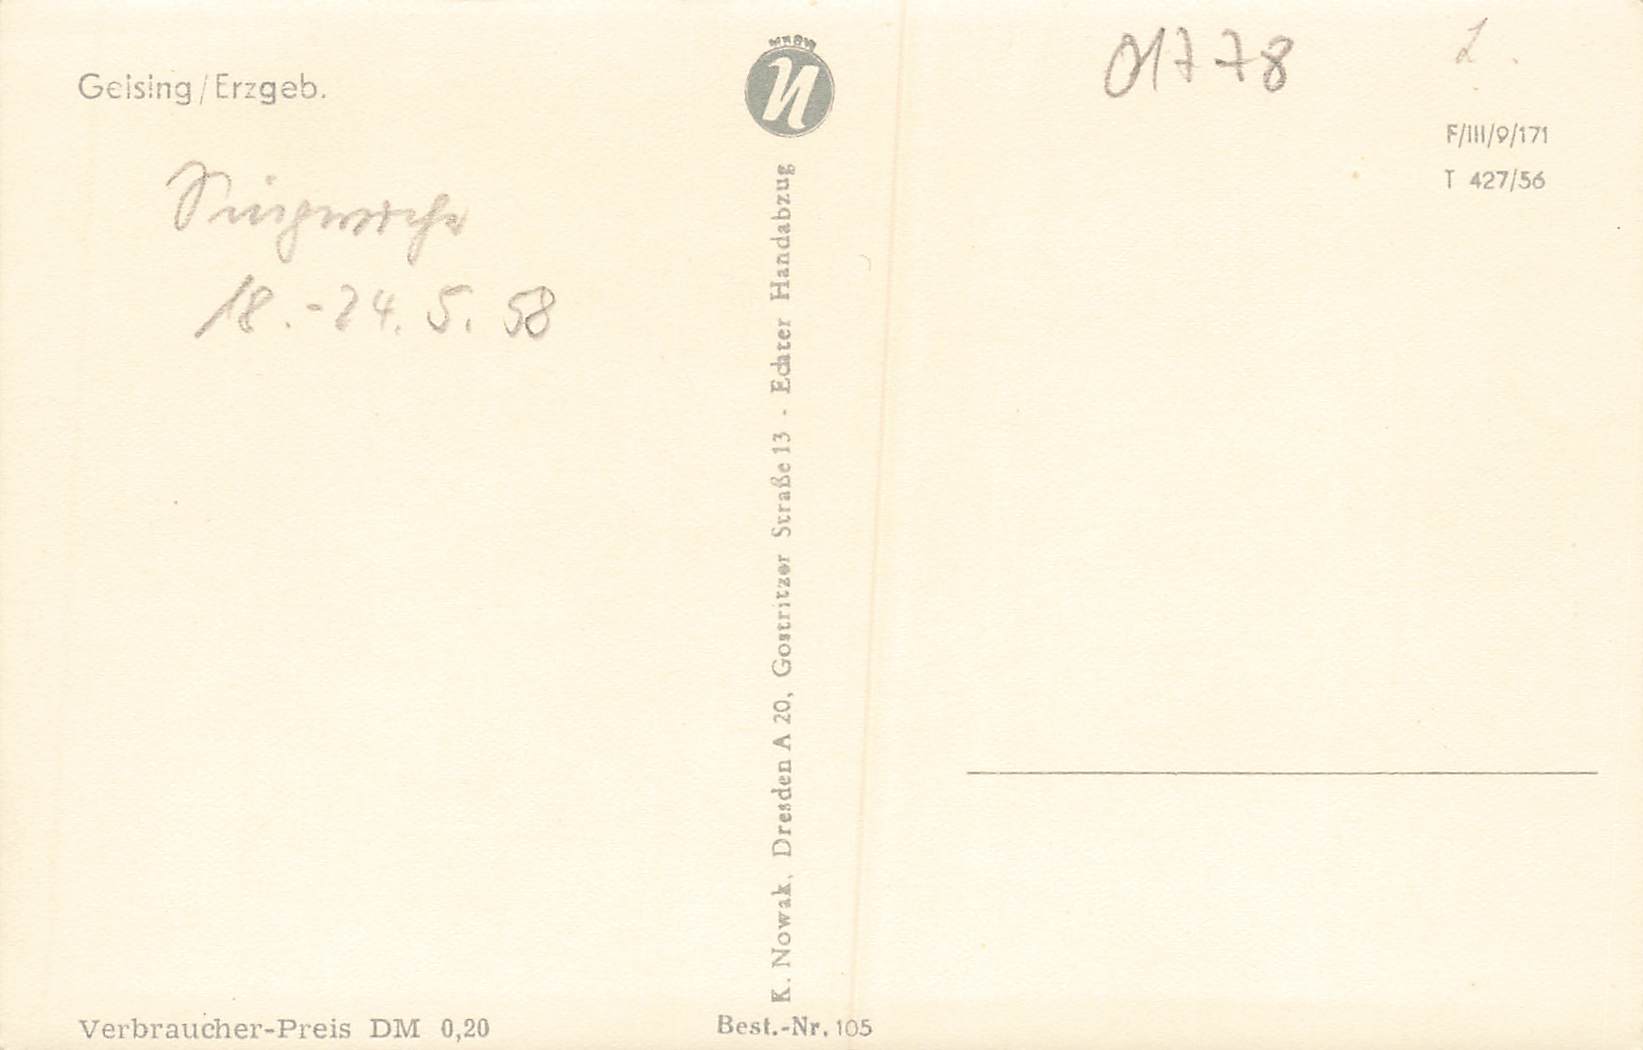 Geising / Erzgeb.
Singwoche
18.-24. 5. 58
K. Nowak, Dresden A 20, Gostritzer Straße 13 - Echter Handabzug
01778
F/III/9/171
T 427/56
Verbraucher-Preis DM 0,20
Best.-Nr. 105